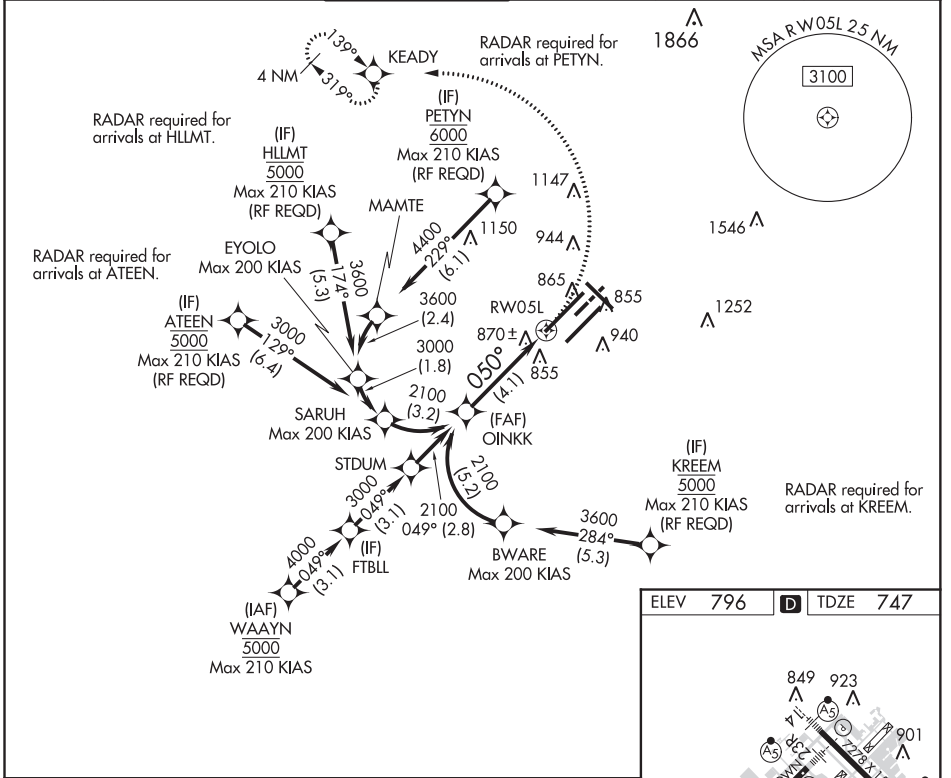 1866
MSA RW05L 25 NM
3100
139°
4 NM
319°
KEADY
RADAR required for
arrivals at PETYN.
RADAR required for
arrivals at HLLMT.
(IF)
HLLMT
5000
Max 210 KIAS
(RF REQD)
(IF)
PETYN
6000
Max 210 KIAS
(RF REQD)
MAMTE
1147
1150
944
1546
4400
229°
(6.1)
RADAR required for
arrivals at ATEEN.
EYOLO
Max 200 KIAS
3600
174°
(5.3)
3600
(2.4)
865
RW05L
855
1252
(IF)
ATEEN
5000
Max 210 KIAS
(RF REQD)
3000
129°
(6.4)
3000
(1.8)
870 ±
940
855
050°
(4.1)
2100
(3.2)
SARUH
Max 200 KIAS
(FAF)
OINKK
STDUM
2100
(5.2)
(IF)
KREEM
5000
Max 210 KIAS
(RF REQD)
RADAR required for
arrivals at KREEM.
3000
049°
(3.1)
2100
049° (2.8)
3600
284°
(5.3)
(IF)
FTBLL
BWARE
Max 200 KIAS
4000
049°
(3.1)
(IAF)
WAAYN
5000
Max 210 KIAS
ELEV 796
D
TDZE 747
849
923
A5
P
901
A5
23R
7278 X